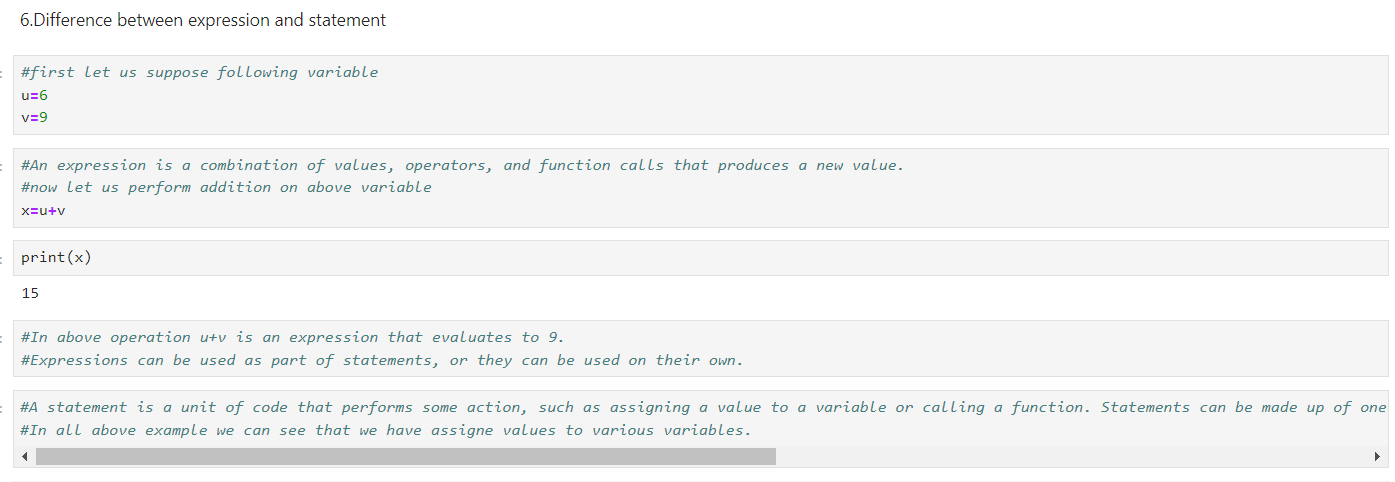 6.Difference between expression and statement
#first let us suppose following variable
u=6
v=9
#An expression is a combination of values, operators, and function calls that produces a new value.
#now let us perform addition on above variable
x=u+v
print(x)
15
#In above operation u+v is an expression that evaluates to 9.
#Expressions can be used as part of statements, or they can be used on their own.
#A statement is a unit of code that performs some action, such as assigning a value to a variable or calling a function. Statements can be made up of one
#In all above example we can see that we have assigne values to various variables.